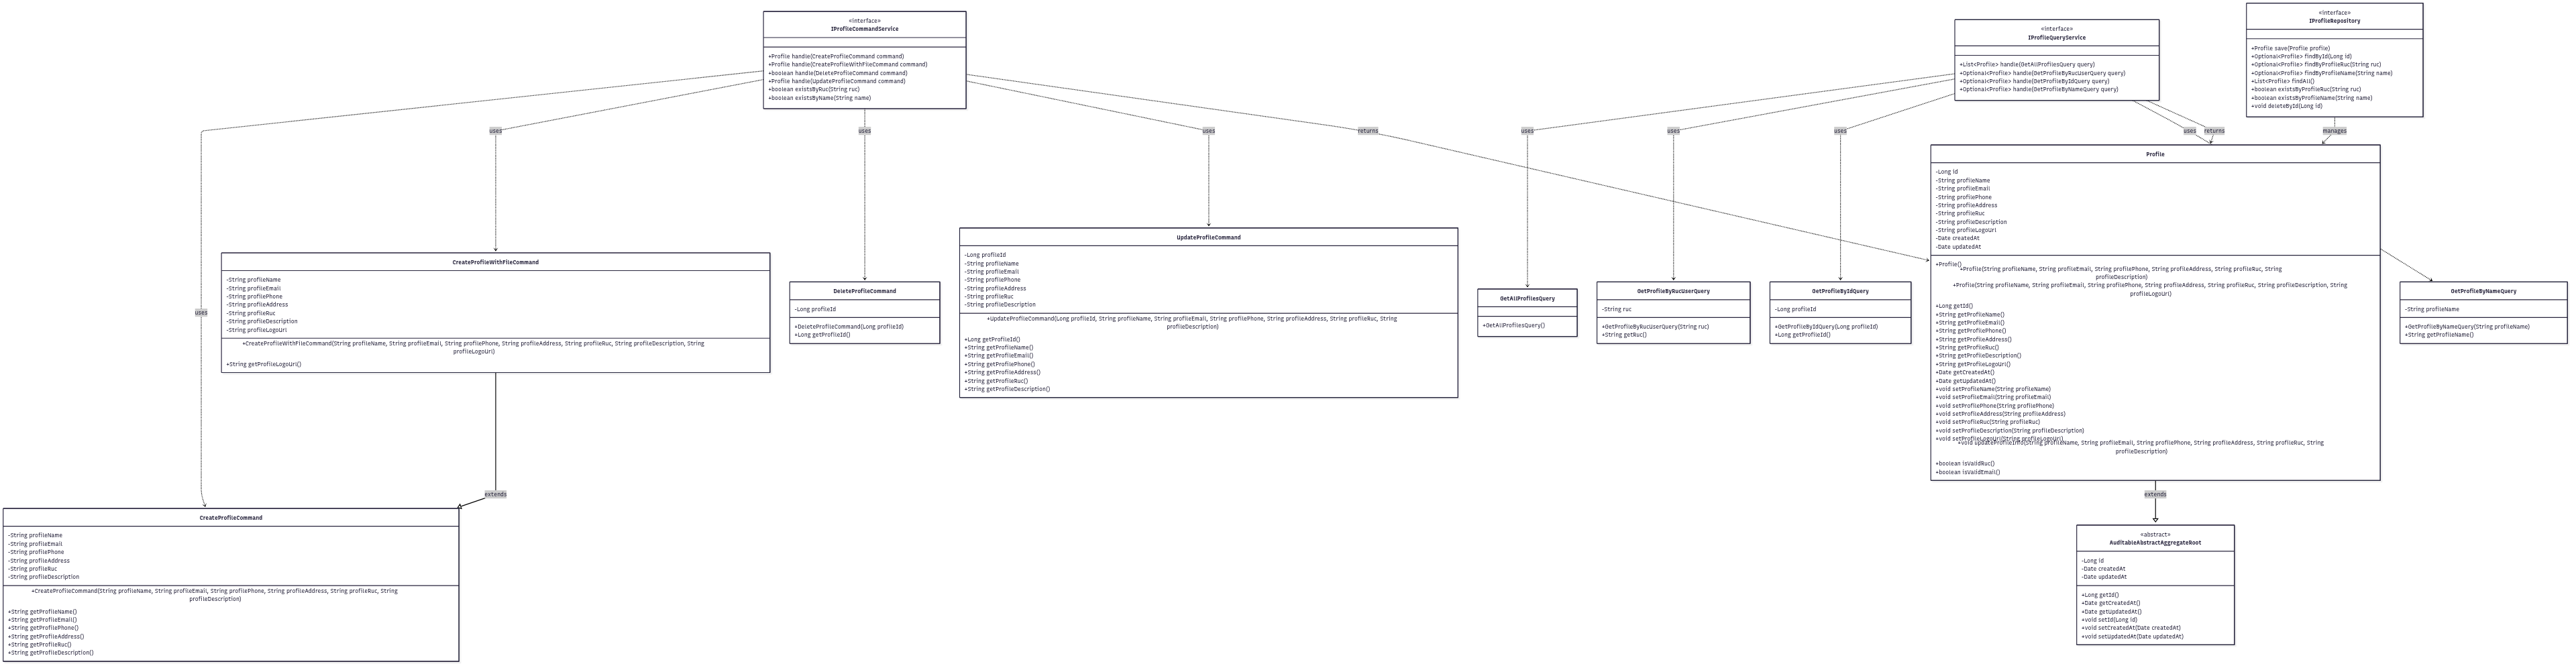 «interface»
IProfileCommandService
+Profile handle(CreateProfileCommand command)
+Profile handle(CreateProfileWithFileCommand command)
+boolean handle(DeleteProfileCommand command)
+Profile handle(UpdateProfileCommand command)
+boolean existsByRuc(String ruc)
+boolean existsByName(String name)
«interface»
IProfileQueryService
+List<Profile> handle(GetAllProfilesQuery query)
+Optional<Profile> handle(GetProfileByRucUserQuery query)
+Optional<Profile> handle(GetProfileByIdQuery query)
+Optional<Profile> handle(GetProfileByNameQuery query)
«interface»
IProfileRepository
+Profile save(Profile profile)
+Optional<Profile> findById(Long id)
+Optional<Profile> findByProfileRuc(String ruc)
+Optional<Profile> findByProfileName(String name)
+List<Profile> findAll()
+boolean existsByProfileRuc(String ruc)
+boolean existsByProfileName(String name)
+void deleteById(Long id)
uses
uses
uses
returns
uses
uses
uses
uses
returns
manages
uses
CreateProfileWithFileCommand
-String profileName
-String profileEmail
-String profilePhone
-String profileAddress
-String profileRuc
-String profileDescription
-String profileLogoUrl
+CreateProfileWithFileCommand(String profileName, String profileEmail, String profilePhone, String profileAddress, String profileRuc, String profileDescription, String
profileLogoUrl)
+String getProfileLogoUrl()
DeleteProfileCommand
-Long profileId
+DeleteProfileCommand(Long profileId)
+Long getProfileId()
UpdateProfileCommand
-Long profileId
-String profileName
-String profileEmail
-String profilePhone
-String profileAddress
-String profileRuc
-String profileDescription
+UpdateProfileCommand(Long profileId, String profileName, String profileEmail, String profilePhone, String profileAddress, String profileRuc, String
profileDescription)
+Long getProfileId()
+String getProfileName()
+String getProfileEmail()
+String getProfilePhone()
+String getProfileAddress()
+String getProfileRuc()
+String getProfileDescription()
GetAllProfilesQuery
+GetAllProfilesQuery()
GetProfileByRucUserQuery
-String ruc
+GetProfileByRucUserQuery(String ruc)
+String getRuc()
GetProfileByIdQuery
-Long profileId
+GetProfileByIdQuery(Long profileId)
+Long getProfileId()
Profile
-Long id
-String profileName
-String profileEmail
-String profilePhone
-String profileAddress
-String profileRuc
-String profileDescription
-String profileLogoUrl
-Date createdAt
-Date updatedAt
+Profile()
+Profile(String profileName, String profileEmail, String profilePhone, String profileAddress, String profileRuc, String
profileDescription)
+Profile(String profileName, String profileEmail, String profilePhone, String profileAddress, String profileRuc, String profileDescription, String
profileLogoUrl)
+Long getId()
+String getProfileName()
+String getProfileEmail()
+String getProfilePhone()
+String getProfileAddress()
+String getProfileRuc()
+String getProfileDescription()
+String getProfileLogoUrl()
+Date getCreatedAt()
+Date getUpdatedAt()
+void setProfileName(String profileName)
+void setProfileEmail(String profileEmail)
+void setProfilePhone(String profilePhone)
+void setProfileAddress(String profileAddress)
+void setProfileRuc(String profileRuc)
+void setProfileDescription(String profileDescription)
+void setProfileLogoUrl(String profileLogoUrl)
+void updateProfileInfo(String profileName, String profileEmail, String profilePhone, String profileAddress, String profileRuc, String
profileDescription)
+boolean isValidRuc()
+boolean isValidEmail()
GetProfileByNameQuery
-String profileName
+GetProfileByNameQuery(String profileName)
+String getProfileName()
extends
extends
CreateProfileCommand
-String profileName
-String profileEmail
-String profilePhone
-String profileAddress
-String profileRuc
-String profileDescription
+CreateProfileCommand(String profileName, String profileEmail, String profilePhone, String profileAddress, String profileRuc, String
profileDescription)
+String getProfileName()
+String getProfileEmail()
+String getProfilePhone()
+String getProfileAddress()
+String getProfileRuc()
+String getProfileDescription()
«abstract»
AuditableAbstractAggregateRoot
-Long id
-Date createdAt
-Date updatedAt
+Long getId()
+Date getCreatedAt()
+Date getUpdatedAt()
+void setId(Long id)
+void setCreatedAt(Date createdAt)
+void setUpdatedAt(Date updatedAt)